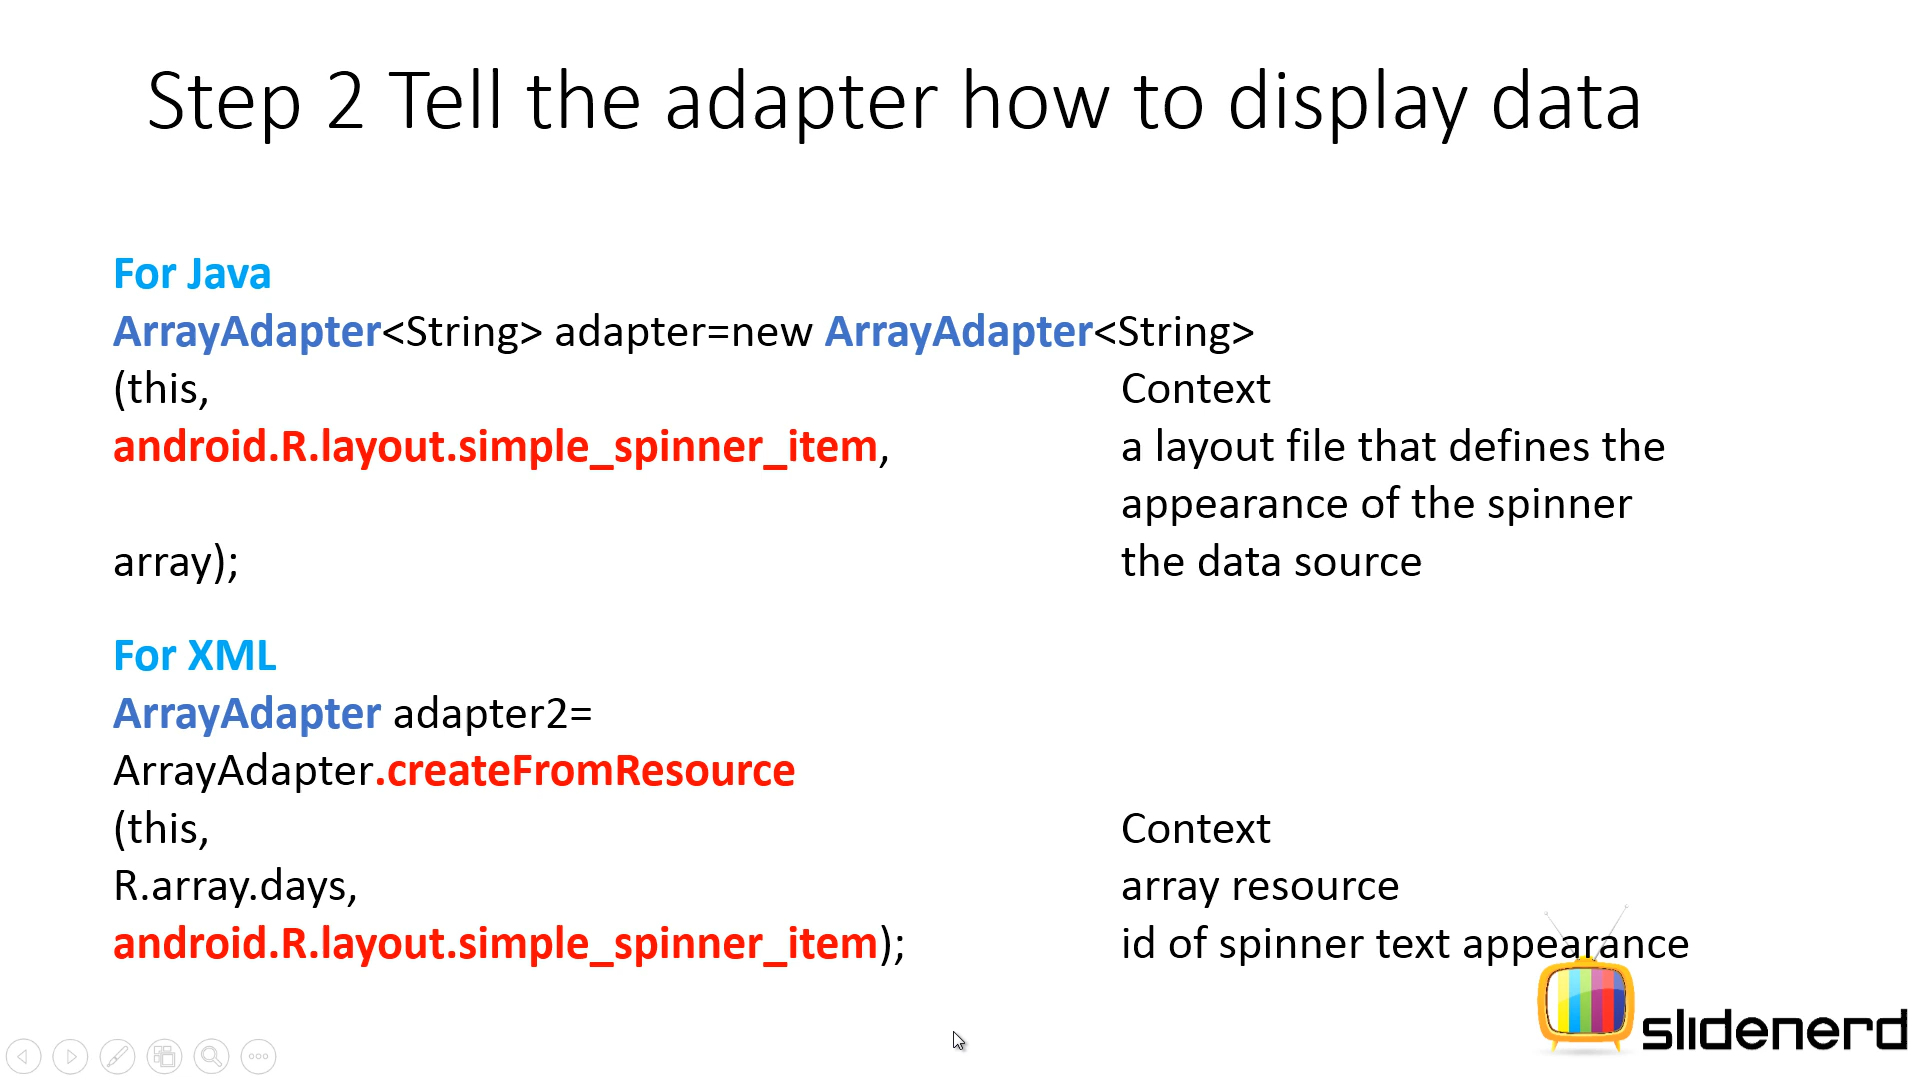 Step 2 Tell the adapter how to display data
For Java
ArrayAdapter<String> adapter=new ArrayAdapter<String>
(this, Context
android.R.layout.simple_spinner_item, a layout file that defines the
appearance of the spinner
array); the data source
For XML
ArrayAdapter adapter2=
ArrayAdapter.createFromResource
(this, Context
R.array.days, array resource
android.R.layout.simple_spinner_item); id of spinner text appearance
slidenerd